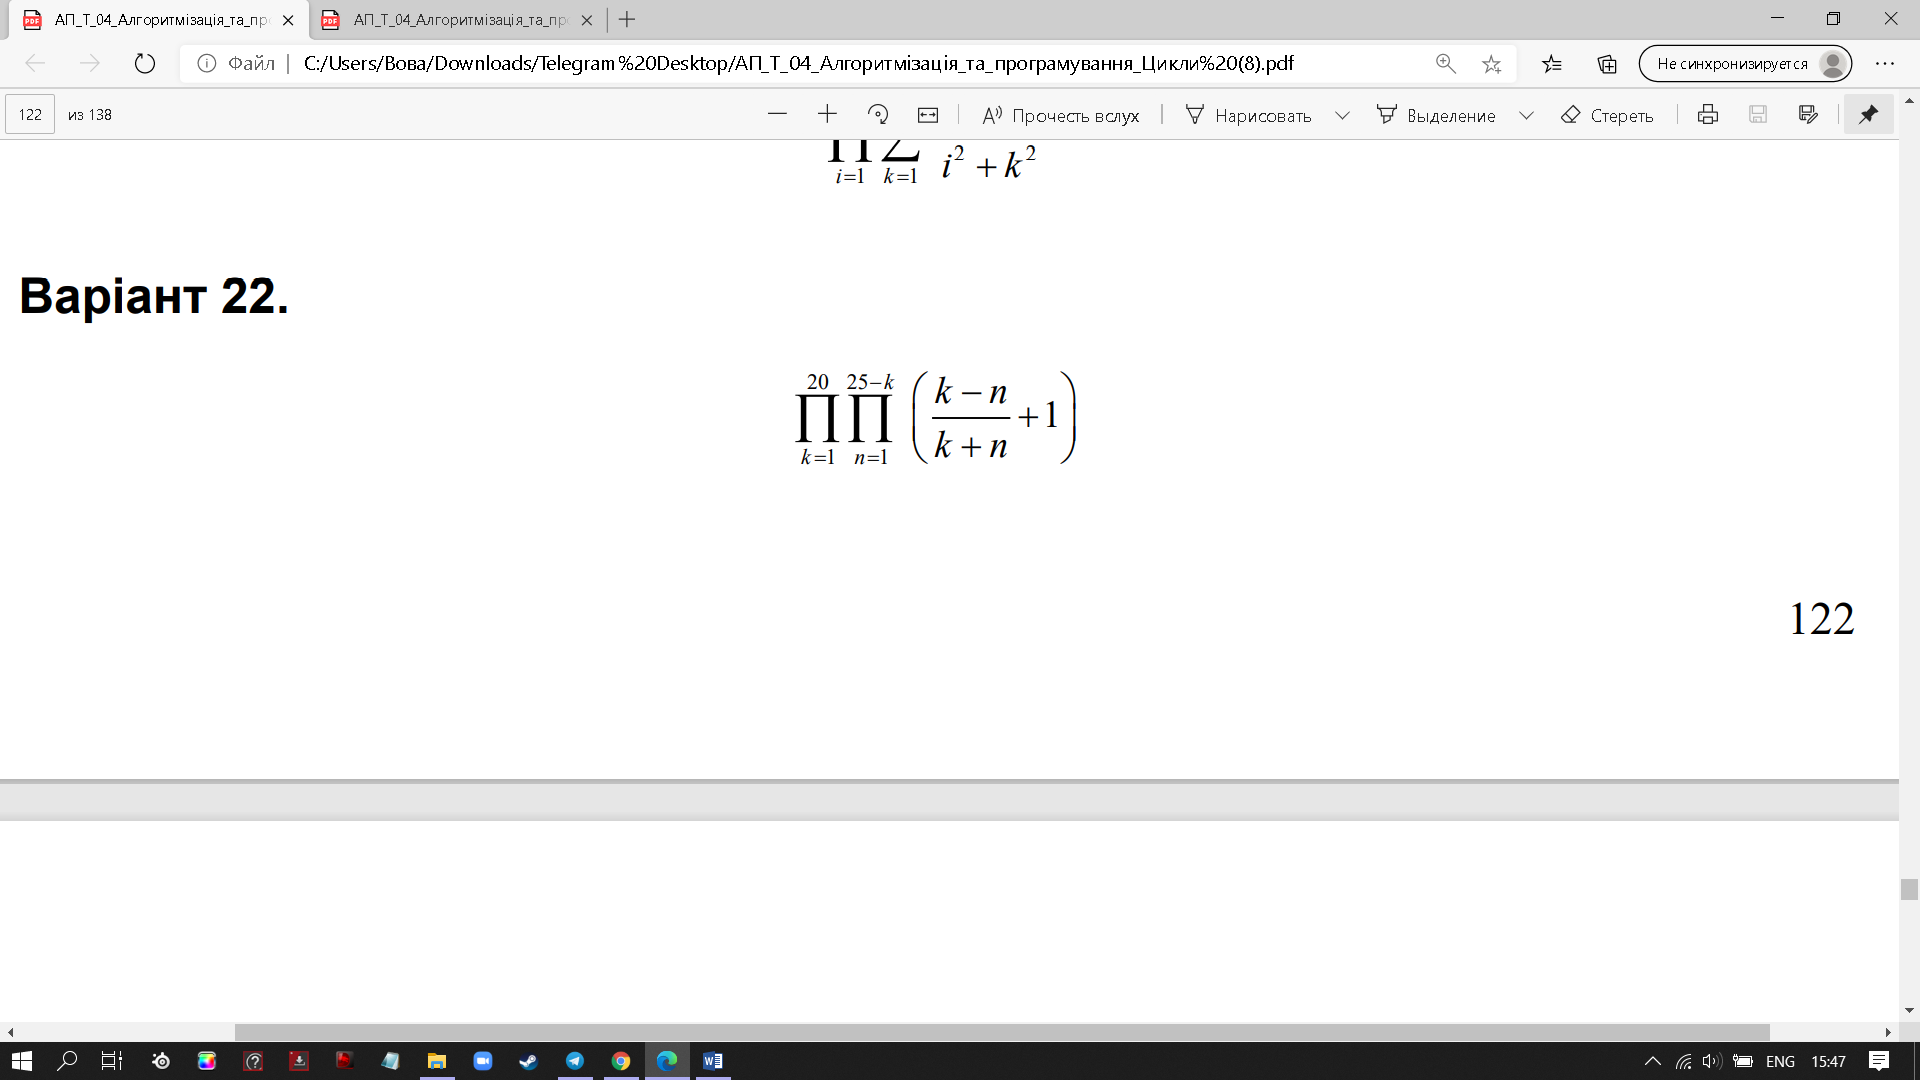 АП_Т_04_Алгоритмізація_та_пр
АП_Т_04_Алгоритмізація_та_про
Файл | C:/Users/Вова/Downloads/Telegram%20Desktop/АП_Т_04_Алгоритмізація_та_програмування_Цикли%20(8).pdf
Не синхронизируется
122 из 138
Прочесть вслух
Нарисовать
Выделение
Стереть
∏ ∑ i=1 k=1 i² + k²
Варіант 22.
20 25−k
∏ ∏ ( (k − n)/(k + n) + 1 )
k=1 n=1
122
ENG 15:47